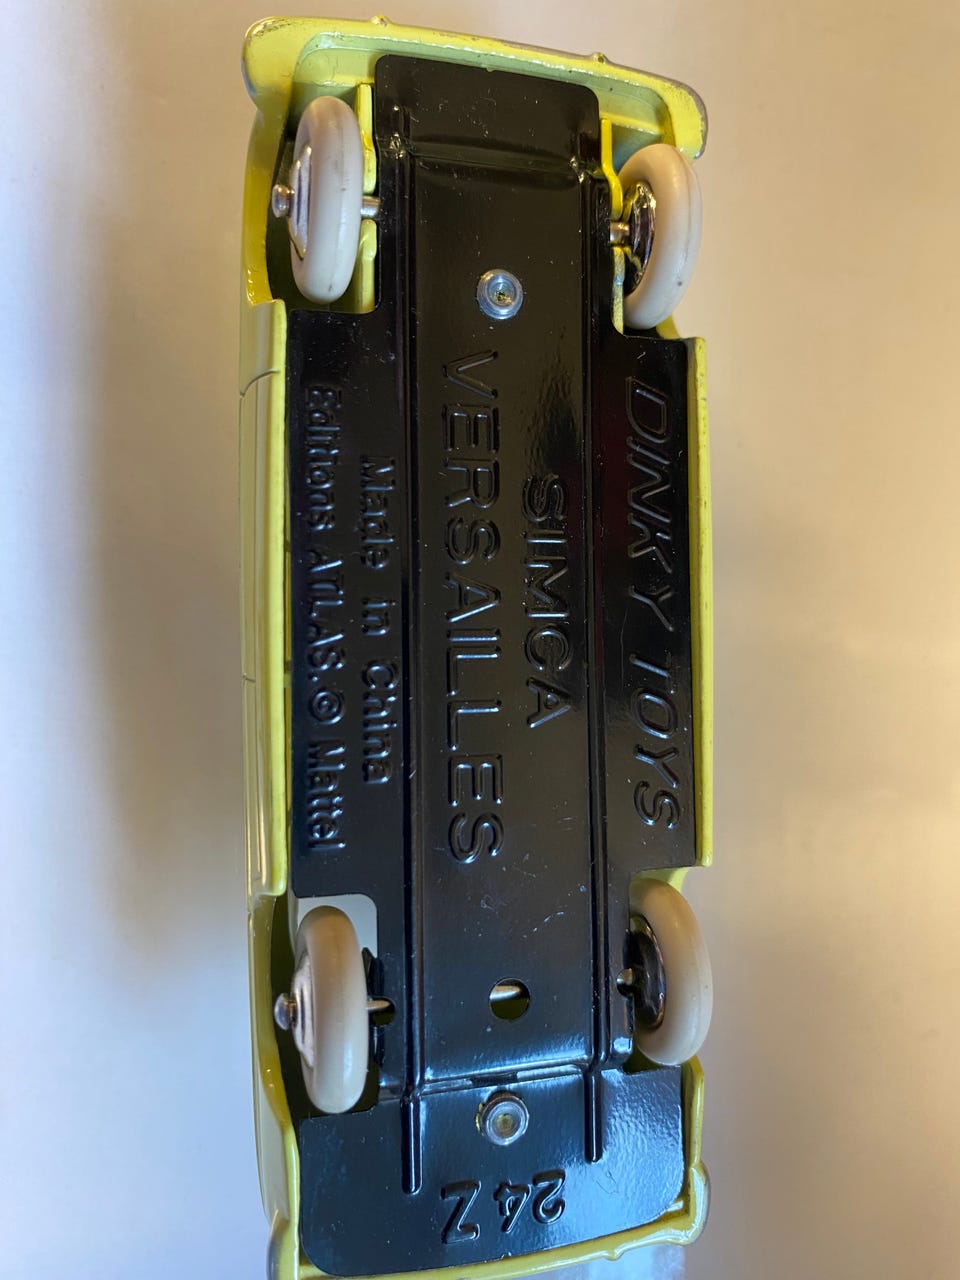 DINKY TOYS
SIMCA
VERSAILLES
Made in China
Editions ATLAS. © Mattel
24 Z